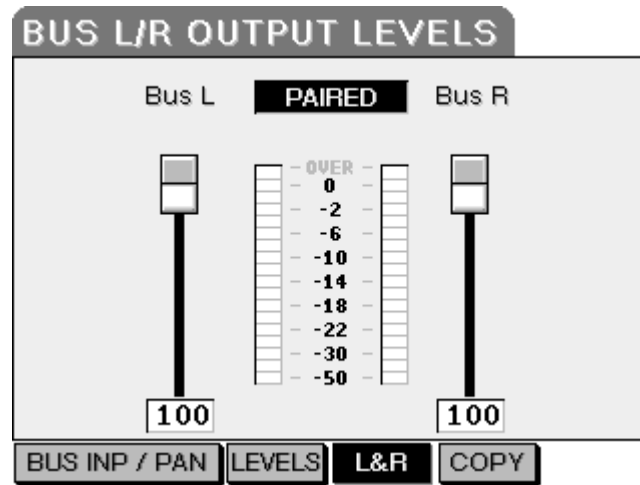 BUS L/R OUTPUT LEVELS
Bus L PAIRED Bus R
OVER
0
-2
-6
-10
-14
-18
-22
-30
-50
100 100
BUS INP / PAN LEVELS L&R COPY